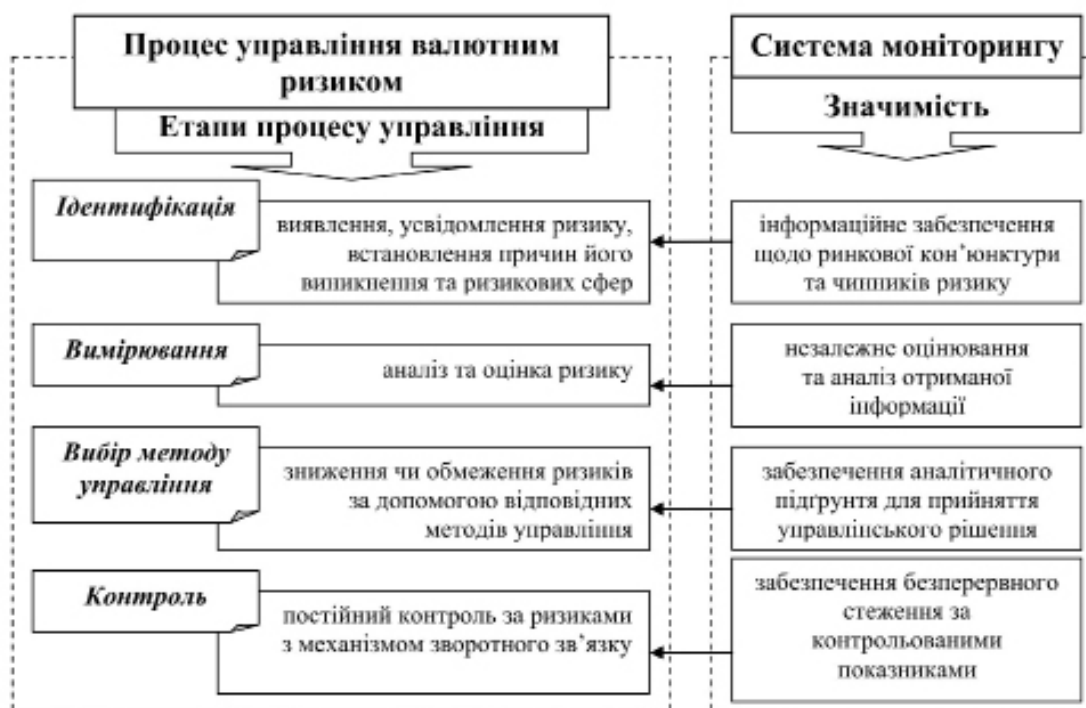 Процес управління валютним
ризиком
Етапи процесу управління
Система моніторингу
Значимість
Ідентифікація
виявлення, усвідомлення ризику,
встановлення причин його
виникнення та ризикових сфер
інформаційне забезпечення
щодо ринкової кон’юнктури
та чинників ризику
Вимірювання
аналіз та оцінка ризику
незалежне оцінювання
та аналіз отриманої
інформації
Вибір методу
управління
зниження чи обмеження ризиків
за допомогою відповідних
методів управління
забезпечення аналітичного
підґрунтя для прийняття
управлінського рішення
Контроль
постійний контроль за ризиками
з механізмом зворотного зв’язку
забезпечення безперервного
стеження за
контрольованими
показниками